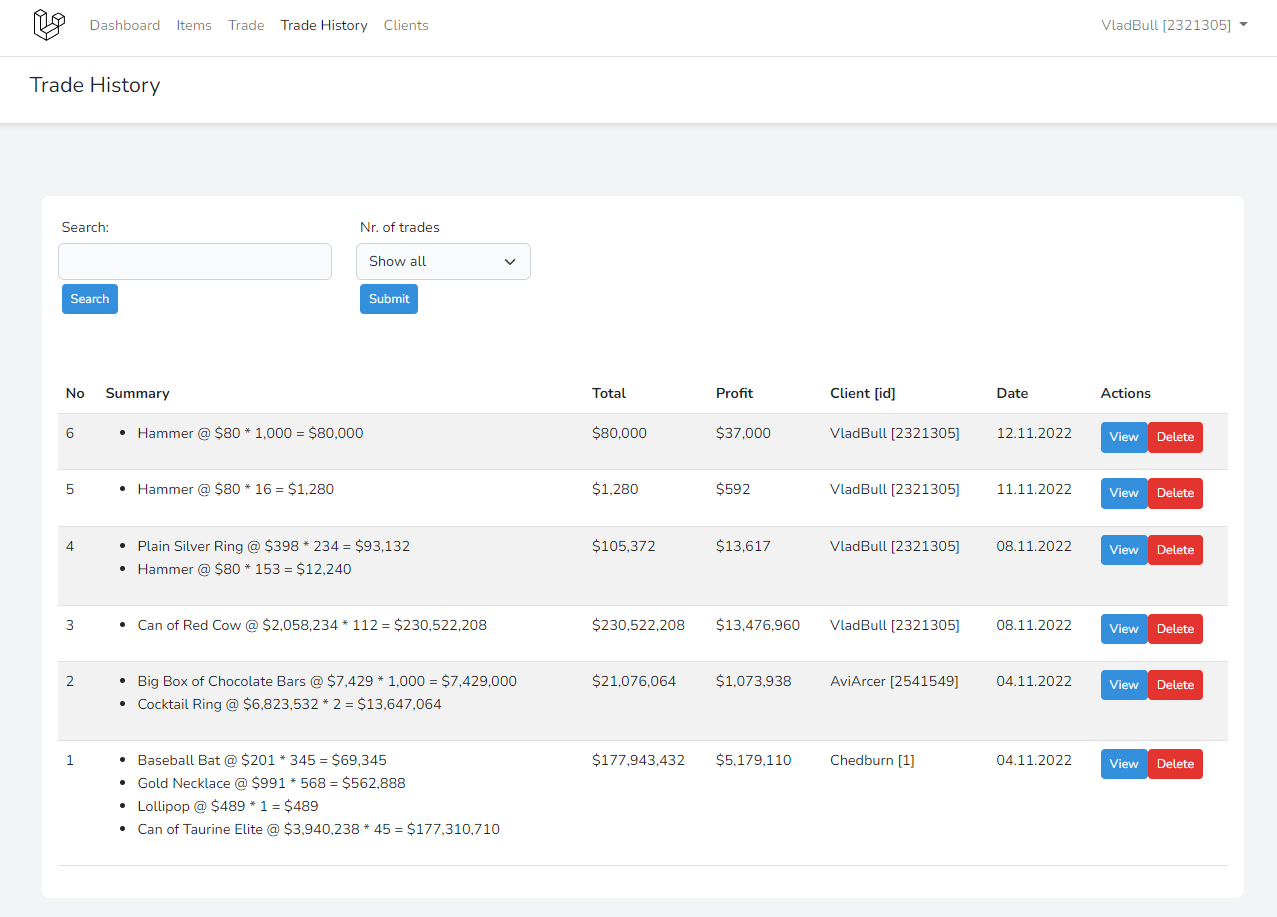 Dashboard Items Trade Trade History Clients VladBull [2321305]
Trade History
Search: Nr. of trades
Show all
Search Submit
No Summary Total Profit Client [id] Date Actions
6 • Hammer @ $80 * 1,000 = $80,000 $80,000 $37,000 VladBull [2321305] 12.11.2022 View Delete
5 • Hammer @ $80 * 16 = $1,280 $1,280 $592 VladBull [2321305] 11.11.2022 View Delete
4 • Plain Silver Ring @ $398 * 234 = $93,132 $105,372 $13,617 VladBull [2321305] 08.11.2022 View Delete
• Hammer @ $80 * 153 = $12,240
3 • Can of Red Cow @ $2,058,234 * 112 = $230,522,208 $230,522,208 $13,476,960 VladBull [2321305] 08.11.2022 View Delete
2 • Big Box of Chocolate Bars @ $7,429 * 1,000 = $7,429,000 $21,076,064 $1,073,938 AviArcer [2541549] 04.11.2022 View Delete
• Cocktail Ring @ $6,823,532 * 2 = $13,647,064
1 • Baseball Bat @ $201 * 345 = $69,345 $177,943,432 $5,179,110 Chedburn [1] 04.11.2022 View Delete
• Gold Necklace @ $991 * 568 = $562,888
• Lollipop @ $489 * 1 = $489
• Can of Taurine Elite @ $3,940,238 * 45 = $177,310,710